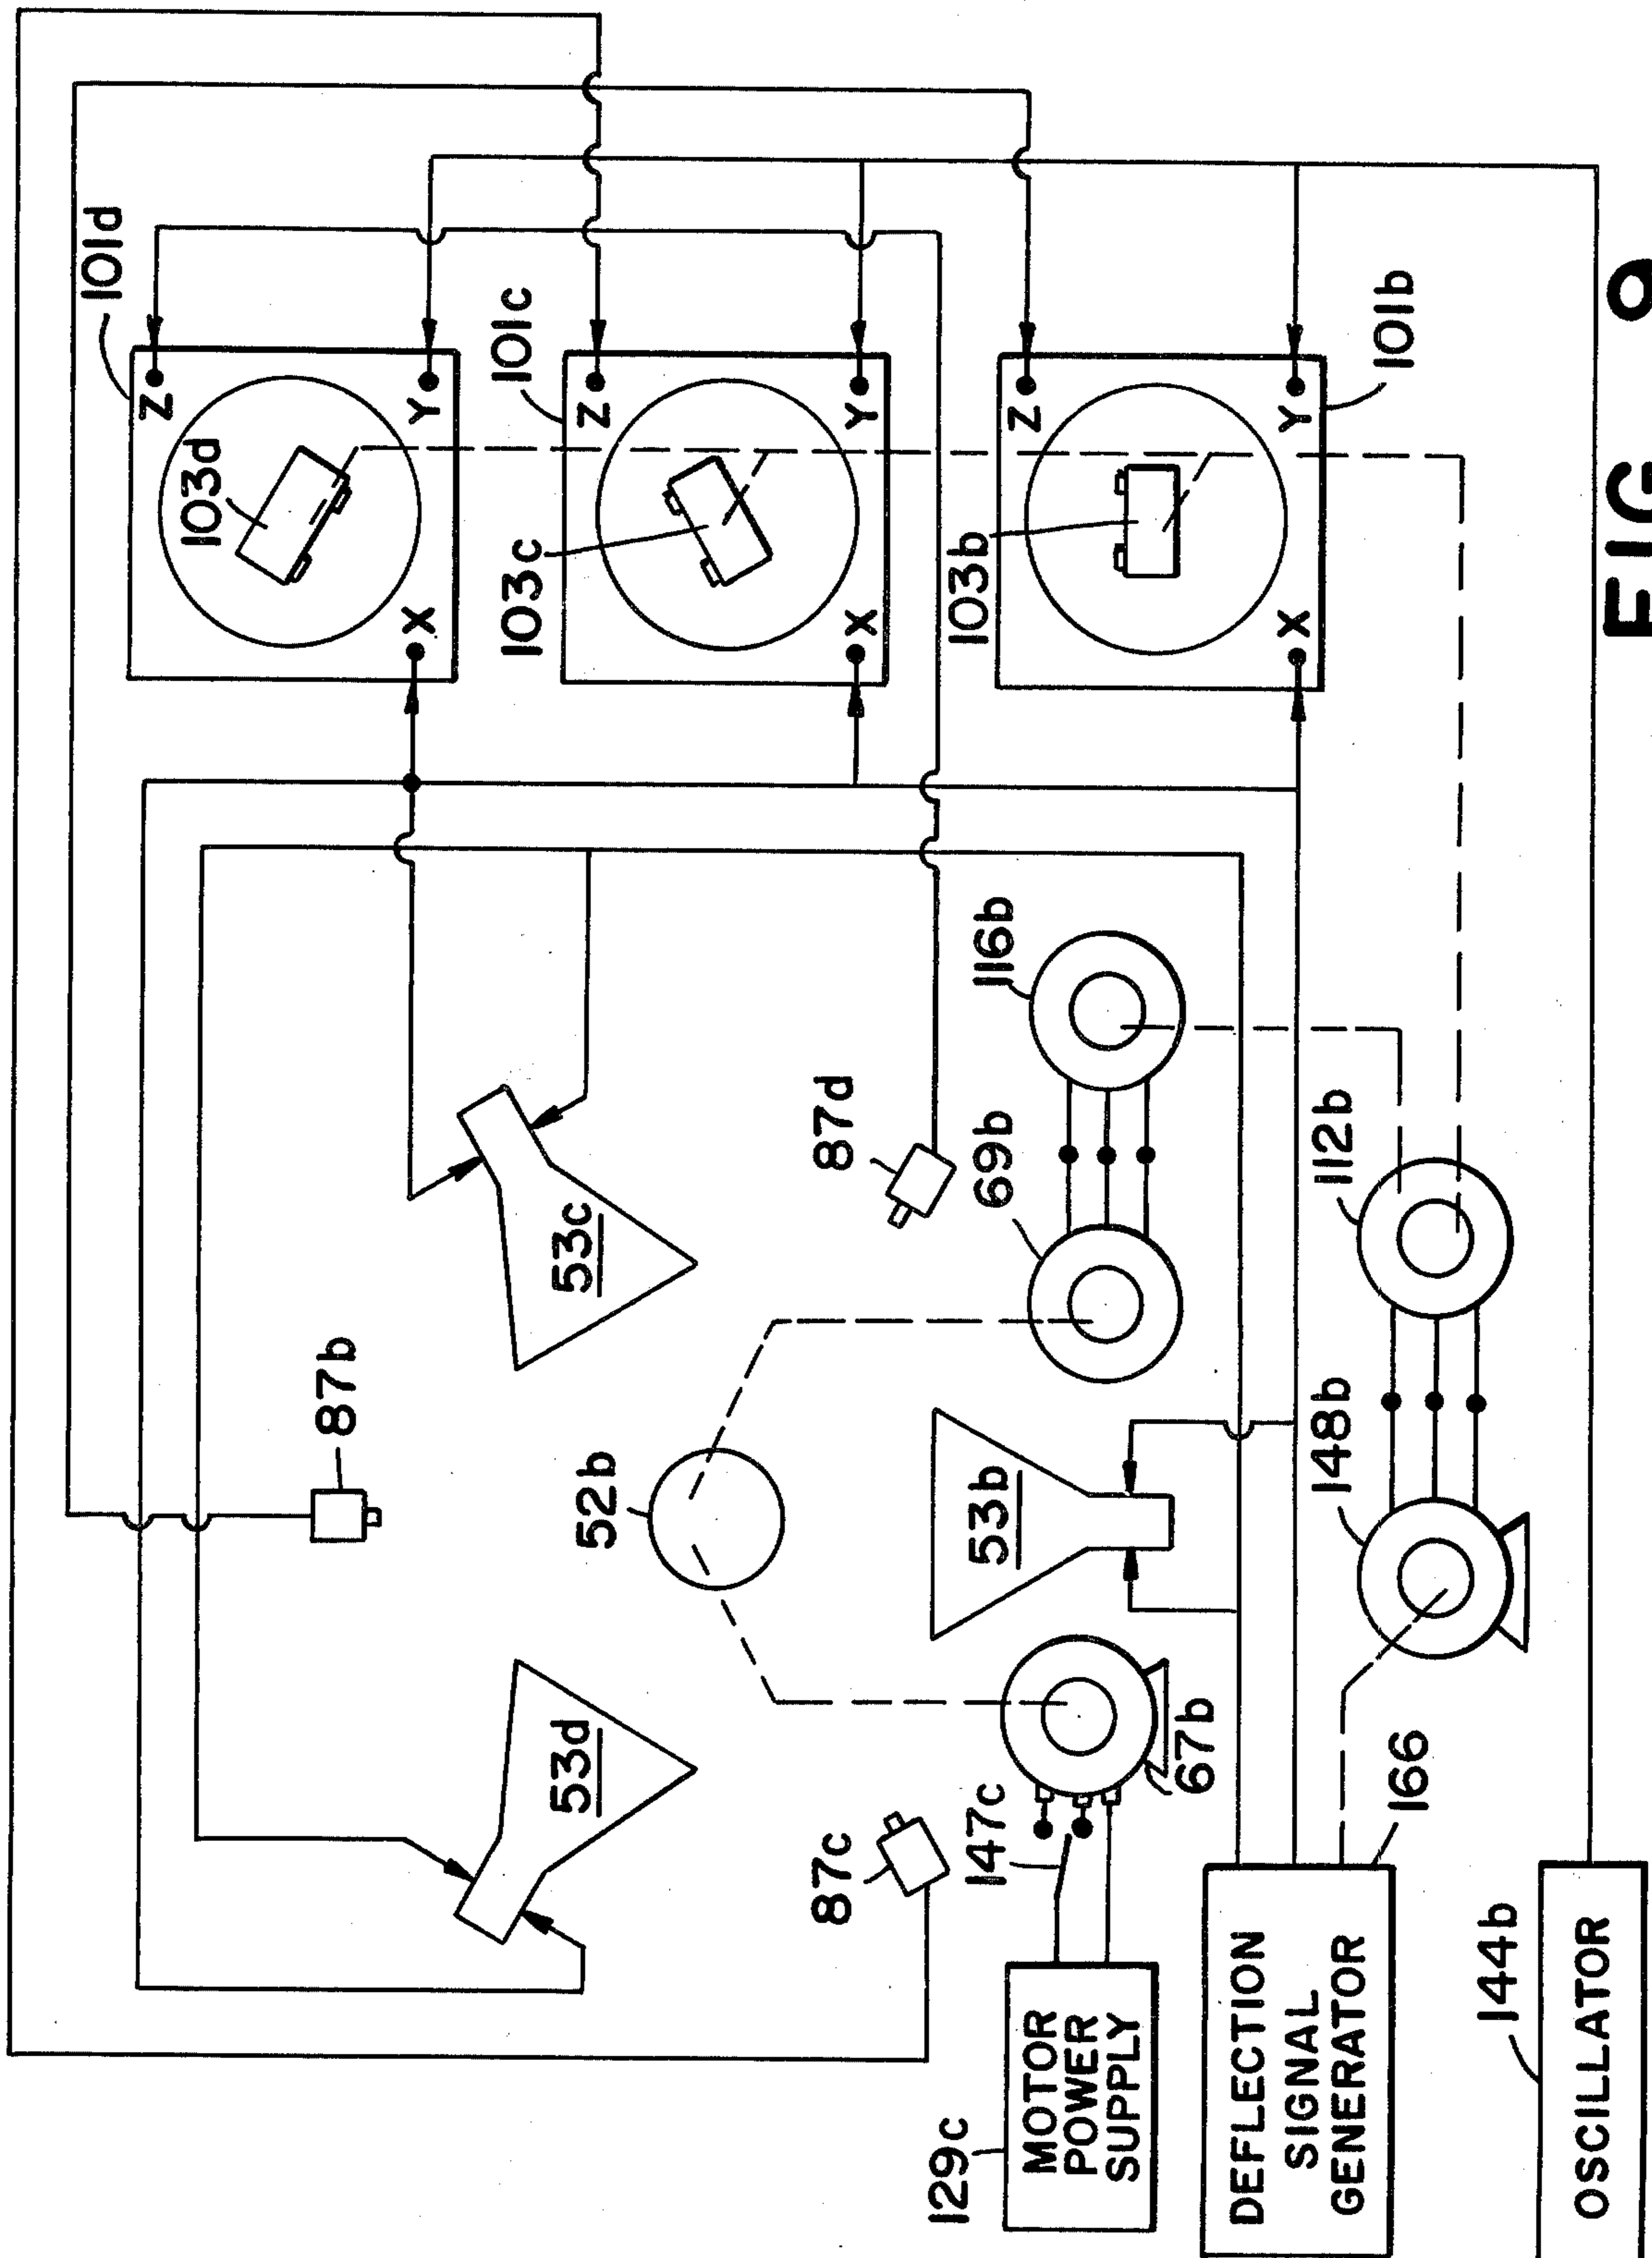 101d
Z
103d
X
Y
87b
101c
Z
103c
X
Y
53d
52b
53c
87c
87d
129c
147c
53b
69b
116b
103b
Z
MOTOR
POWER
SUPPLY
67b
X
Y
DEFLECTION
SIGNAL
GENERATOR
166
148b
112b
101b
144b
OSCILLATOR
FIG